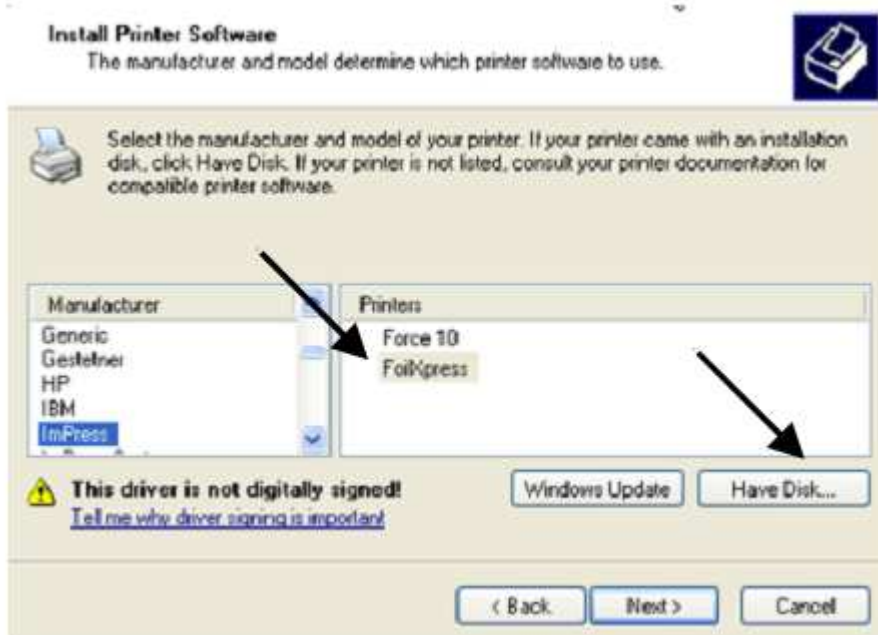 Install Printer Software
The manufacturer and model determine which printer software to use.
Select the manufacturer and model of your printer. If your printer came with an installation
disk, click Have Disk. If your printer is not listed, consult your printer documentation for
compatible printer software.
Manufacturer
Generic
Gestetner
HP
IBM
ImPress
Printers
Force 10
FoilXpress
This driver is not digitally signed!
Tell me why driver signing is important
Windows Update
Have Disk...
< Back
Next >
Cancel